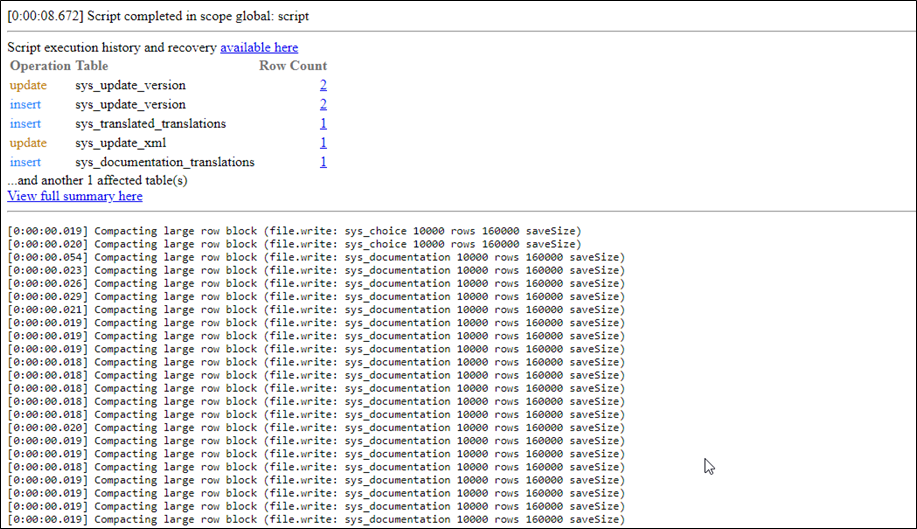 [0:00:08.672] Script completed in scope global: script
Script execution history and recovery available here
Operation Table Row Count
update sys_update_version 2
insert sys_update_version 2
insert sys_translated_translations 1
update sys_update_xml 1
insert sys_documentation_translations 1
...and another 1 affected table(s)
View full summary here
[0:00:00.019] Compacting large row block (file.write: sys_choice 10000 rows 160000 saveSize)
[0:00:00.020] Compacting large row block (file.write: sys_choice 10000 rows 160000 saveSize)
[0:00:00.054] Compacting large row block (file.write: sys_documentation 10000 rows 160000 saveSize)
[0:00:00.023] Compacting large row block (file.write: sys_documentation 10000 rows 160000 saveSize)
[0:00:00.026] Compacting large row block (file.write: sys_documentation 10000 rows 160000 saveSize)
[0:00:00.029] Compacting large row block (file.write: sys_documentation 10000 rows 160000 saveSize)
[0:00:00.021] Compacting large row block (file.write: sys_documentation 10000 rows 160000 saveSize)
[0:00:00.019] Compacting large row block (file.write: sys_documentation 10000 rows 160000 saveSize)
[0:00:00.019] Compacting large row block (file.write: sys_documentation 10000 rows 160000 saveSize)
[0:00:00.019] Compacting large row block (file.write: sys_documentation 10000 rows 160000 saveSize)
[0:00:00.018] Compacting large row block (file.write: sys_documentation 10000 rows 160000 saveSize)
[0:00:00.018] Compacting large row block (file.write: sys_documentation 10000 rows 160000 saveSize)
[0:00:00.018] Compacting large row block (file.write: sys_documentation 10000 rows 160000 saveSize)
[0:00:00.018] Compacting large row block (file.write: sys_documentation 10000 rows 160000 saveSize)
[0:00:00.018] Compacting large row block (file.write: sys_documentation 10000 rows 160000 saveSize)
[0:00:00.020] Compacting large row block (file.write: sys_documentation 10000 rows 160000 saveSize)
[0:00:00.019] Compacting large row block (file.write: sys_documentation 10000 rows 160000 saveSize)
[0:00:00.019] Compacting large row block (file.write: sys_documentation 10000 rows 160000 saveSize)
[0:00:00.018] Compacting large row block (file.write: sys_documentation 10000 rows 160000 saveSize)
[0:00:00.019] Compacting large row block (file.write: sys_documentation 10000 rows 160000 saveSize)
[0:00:00.019] Compacting large row block (file.write: sys_documentation 10000 rows 160000 saveSize)
[0:00:00.019] Compacting large row block (file.write: sys_documentation 10000 rows 160000 saveSize)
[0:00:00.019] Compacting large row block (file.write: sys_documentation 10000 rows 160000 saveSize)